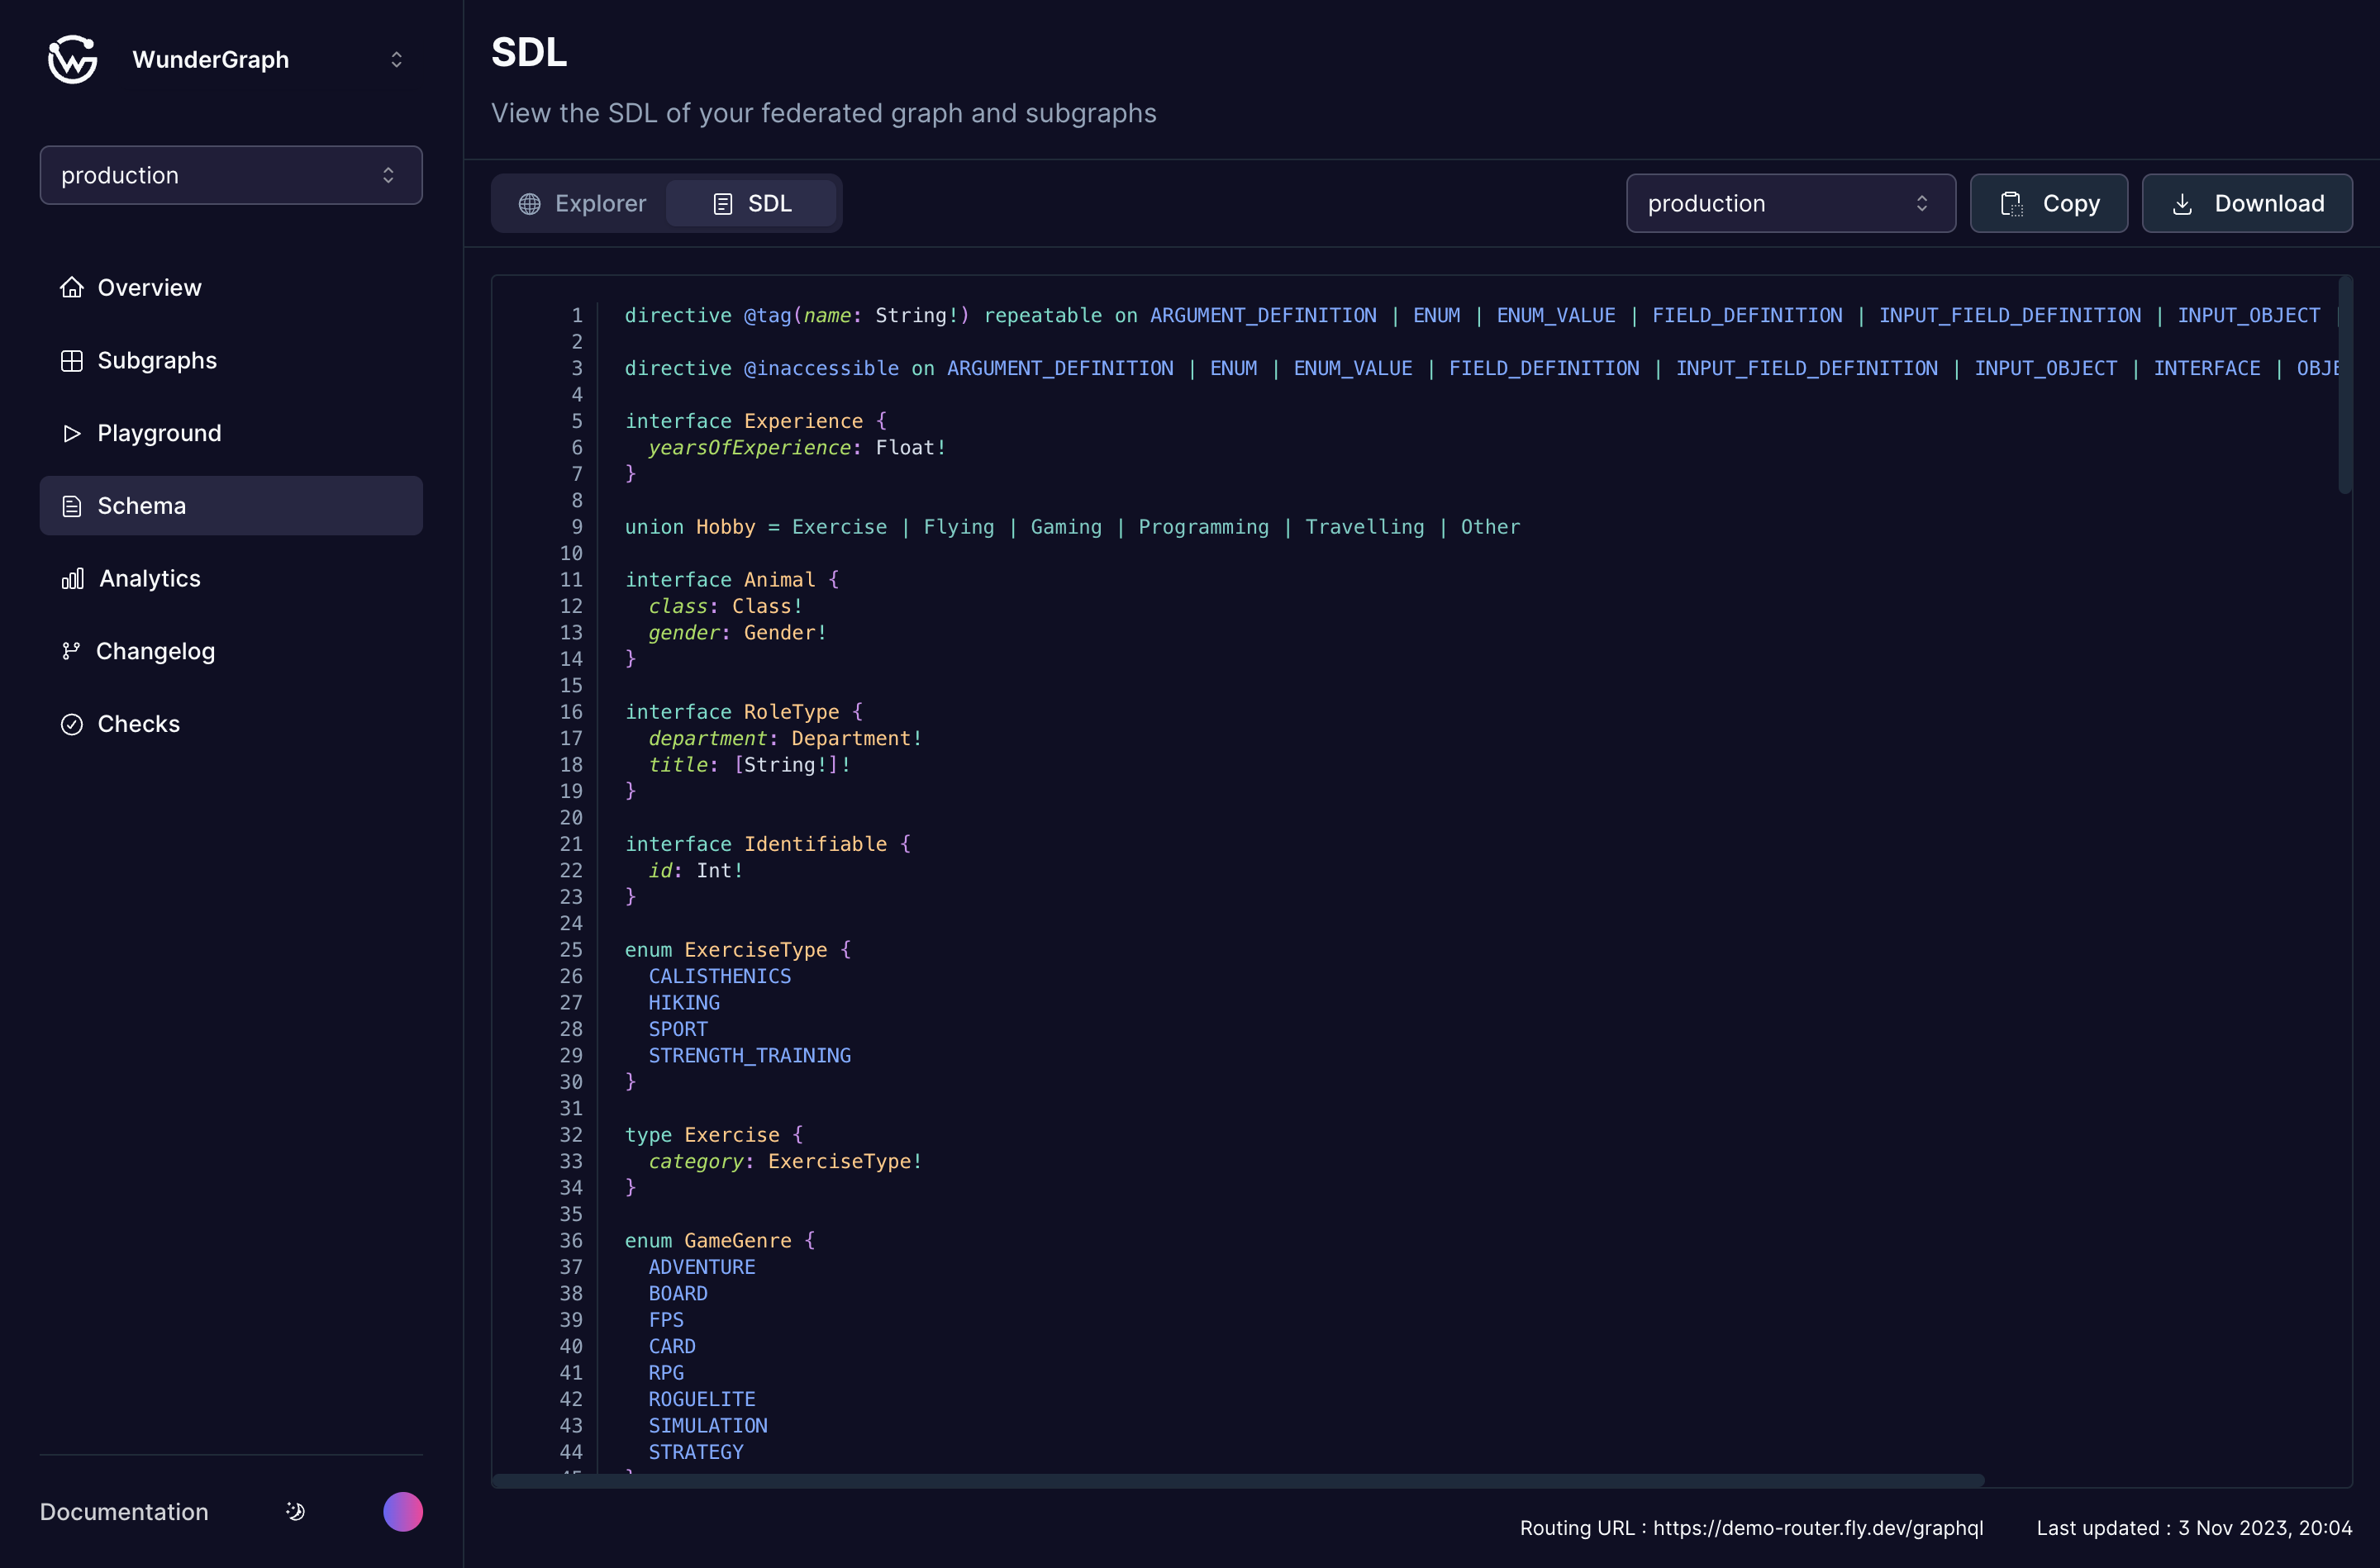 WunderGraph
production
Overview
Subgraphs
Playground
Schema
Analytics
Changelog
Checks
Documentation
SDL
View the SDL of your federated graph and subgraphs
Explorer SDL production Copy Download
1 directive @tag(name: String!) repeatable on ARGUMENT_DEFINITION | ENUM | ENUM_VALUE | FIELD_DEFINITION | INPUT_FIELD_DEFINITION | INPUT_OBJECT |
2
3 directive @inaccessible on ARGUMENT_DEFINITION | ENUM | ENUM_VALUE | FIELD_DEFINITION | INPUT_FIELD_DEFINITION | INPUT_OBJECT | INTERFACE | OBJE
4
5 interface Experience {
6   yearsOfExperience: Float!
7 }
8
9 union Hobby = Exercise | Flying | Gaming | Programming | Travelling | Other
10
11 interface Animal {
12   class: Class!
13   gender: Gender!
14 }
15
16 interface RoleType {
17   department: Department!
18   title: [String!]!
19 }
20
21 interface Identifiable {
22   id: Int!
23 }
24
25 enum ExerciseType {
26   CALISTHENICS
27   HIKING
28   SPORT
29   STRENGTH_TRAINING
30 }
31
32 type Exercise {
33   category: ExerciseType!
34 }
35
36 enum GameGenre {
37   ADVENTURE
38   BOARD
39   FPS
40   CARD
41   RPG
42   ROGUELITE
43   SIMULATION
44   STRATEGY
45 }
Routing URL : https://demo-router.fly.dev/graphql Last updated : 3 Nov 2023, 20:04